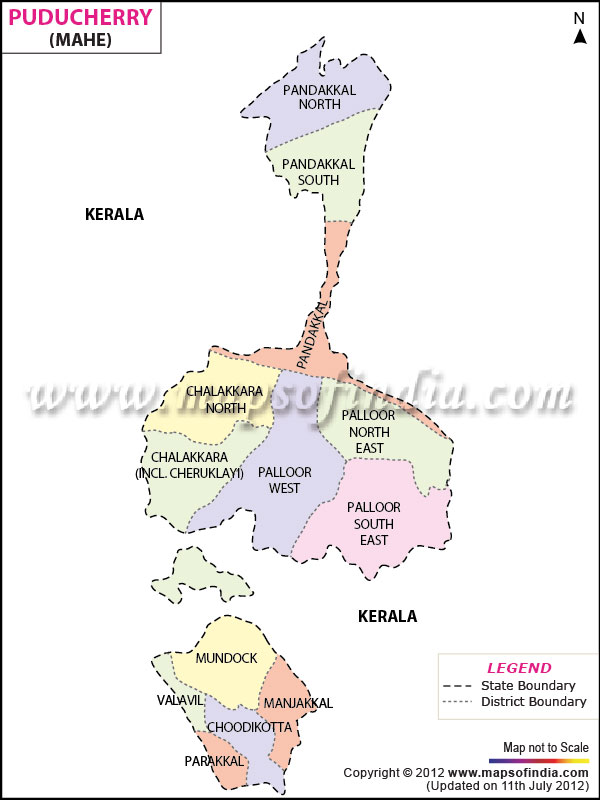 PUDUCHERRY
(MAHE)
N
PANDAKKAL
NORTH
PANDAKKAL
SOUTH
KERALA
PANDAKKAL
www.mapsofindia.com
CHALAKKARA
NORTH
PALLOOR
NORTH
EAST
CHALAKKARA
(INCL. CHERUKLAYI)
PALLOOR
WEST
PALLOOR
SOUTH
EAST
KERALA
MUNDOCK
VALAVIL
MANJAKKAL
CHOODIKOTTA
PARAKKAL
LEGEND
State Boundary
District Boundary
Map not to Scale
Copyright © 2012 www.mapsofindia.com
(Updated on 11th July 2012)